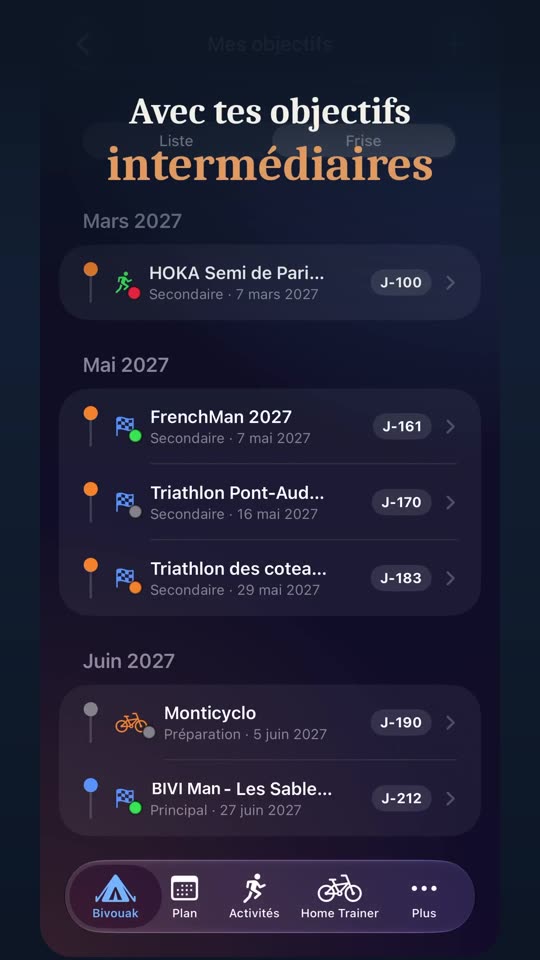 Mes objectifs
Avec tes objectifs
Liste
Frise
intermédiaires
Mars 2027
HOKA Semi de Pari...
J-100
Secondaire · 7 mars 2027
Mai 2027
FrenchMan 2027
J-161
Secondaire · 7 mai 2027
Triathlon Pont-Aud...
J-170
Secondaire · 16 mai 2027
Triathlon des cotea...
J-183
Secondaire · 29 mai 2027
Juin 2027
Monticyclo
J-190
Préparation · 5 juin 2027
BIVI Man - Les Sable...
J-212
Principal · 27 juin 2027
Bivouak
Plan
Activités
Home Trainer
Plus